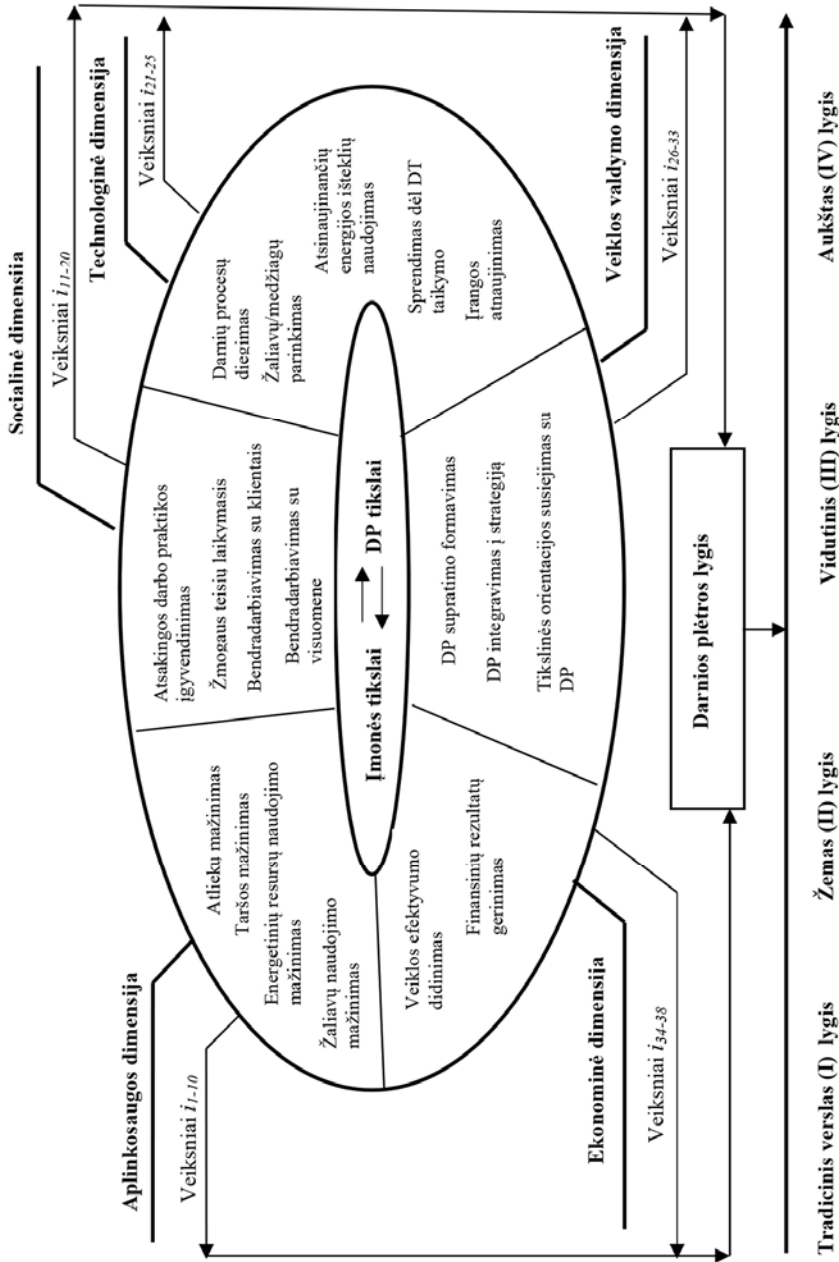 Socialinė dimensija
Veiksniai i11-20
Aplinkosaugos dimensija
Veiksniai i1-10
Technologinė dimensija
Veiksniai i21-25
Atliekų mažinimas
Taršos mažinimas
Energetinių resursų naudojimo
mažinimas
Žaliavų naudojimo
mažinimas
Atsakingos darbo praktikos
įgyvendinimas
Žmogaus teisių laikymasis
Bendradarbiavimas su klientais
Bendradarbiavimas su
visuomene
Darnių procesų
diegimas
Žaliavų/medžiagų
parinkimas
Atsinaujinančių
energijos išteklių
naudojimas
Sprendimas dėl DT
taikymo
Įrangos
atnaujinimas
Įmonės tikslai
DP tikslai
Veiklos efektyvumo
didinimas
Finansinių rezultatų
gerinimas
DP supratimo formavimas
DP integravimas į strategiją
Tikslinės orientacijos susiejimas su
DP
Ekonominė dimensija
Veiksniai i34-38
Veiklos valdymo dimensija
Veiksniai i26-33
Darnios plėtros lygis
Tradicinis verslas (I) lygis
Žemas (II) lygis
Vidutinis (III) lygis
Aukštas (IV) lygis